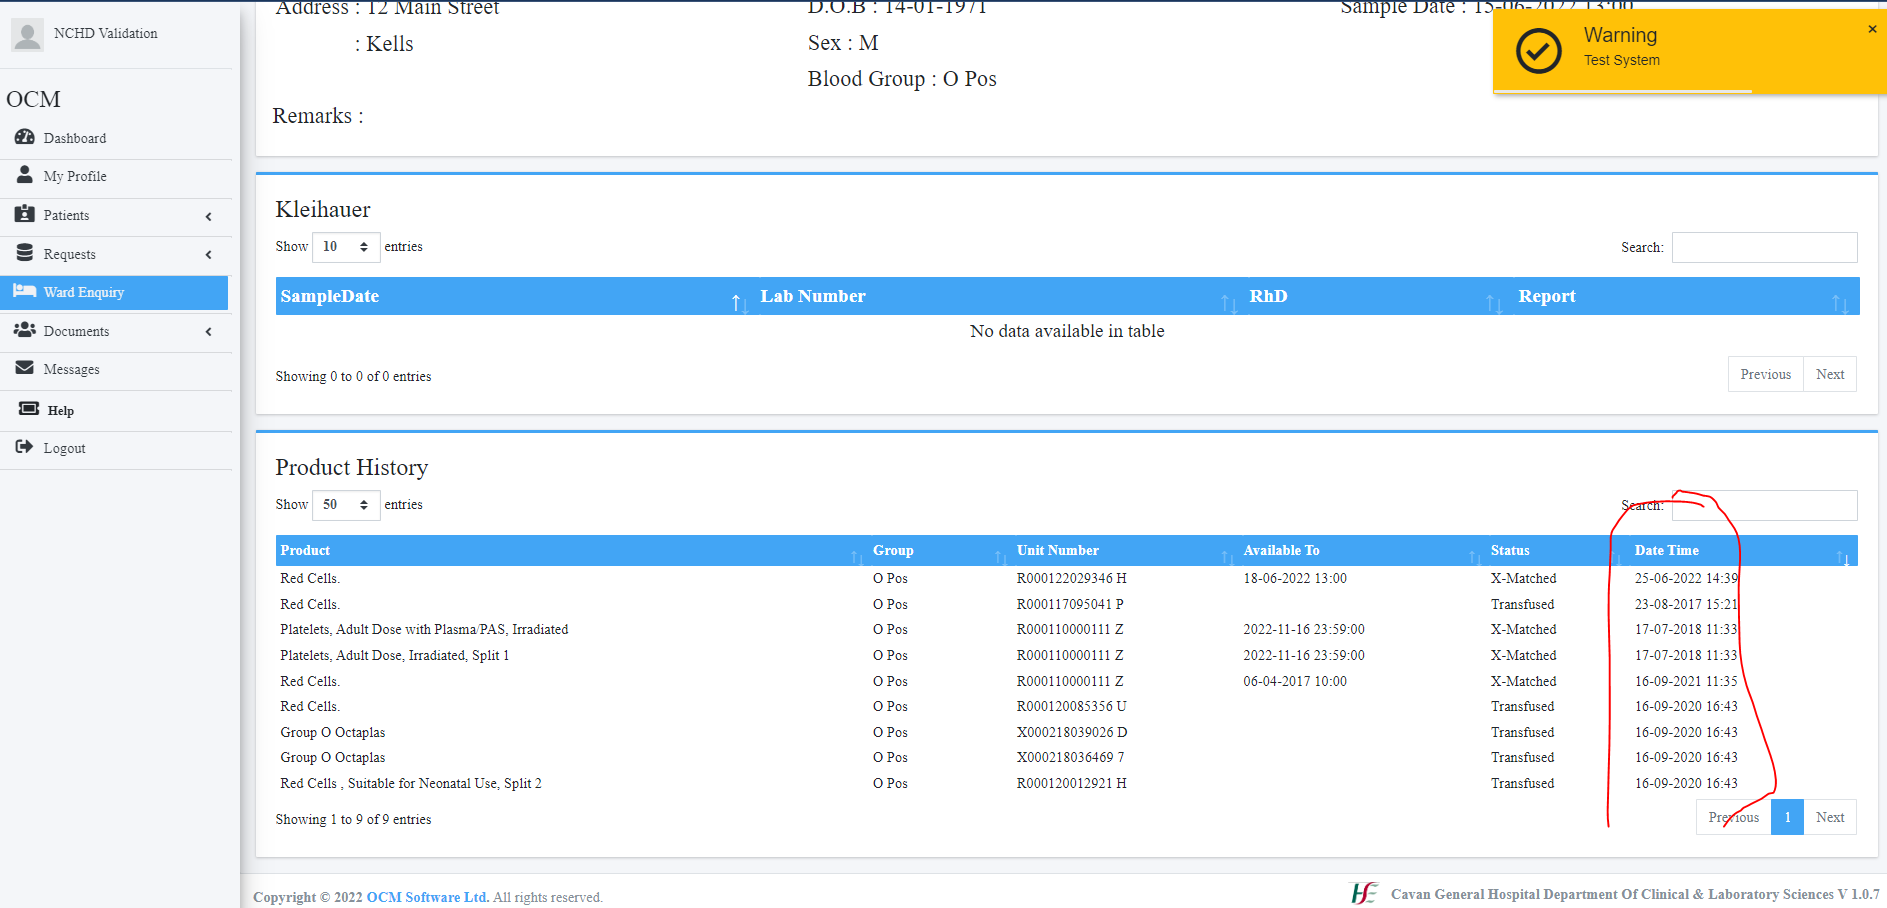 Address : 12 Main Street D.O.B : 14-01-1971 Sample Date : 15-06-2022 13:00
NCHD Validation
: Kells Sex : M
Blood Group : O Pos
Remarks :
Warning ×
Test System
OCM
Dashboard
My Profile
Patients
Requests
Ward Enquiry
Documents
Messages
Help
Logout
Kleihauer
Show 10 entries Search:
SampleDate Lab Number RhD Report
No data available in table
Showing 0 to 0 of 0 entries Previous Next
Product History
Show 50 entries Search:
Product Group Unit Number Available To Status Date Time
Red Cells. O Pos R000122029346 H 18-06-2022 13:00 X-Matched 25-06-2022 14:39
Red Cells. O Pos R000117095041 P Transfused 23-08-2017 15:21
Platelets, Adult Dose with Plasma/PAS, Irradiated O Pos R000110000111 Z 2022-11-16 23:59:00 X-Matched 17-07-2018 11:33
Platelets, Adult Dose, Irradiated, Split 1 O Pos R000110000111 Z 2022-11-16 23:59:00 X-Matched 17-07-2018 11:33
Red Cells. O Pos R000110000111 Z 06-04-2017 10:00 X-Matched 16-09-2021 11:35
Red Cells. O Pos R000120085356 U Transfused 16-09-2020 16:43
Group O Octaplas O Pos X000218039026 D Transfused 16-09-2020 16:43
Group O Octaplas O Pos X000218036469 7 Transfused 16-09-2020 16:43
Red Cells , Suitable for Neonatal Use, Split 2 O Pos R000120012921 H Transfused 16-09-2020 16:43
Showing 1 to 9 of 9 entries Previous 1 Next
Copyright © 2022 OCM Software Ltd. All rights reserved. HE Cavan General Hospital Department Of Clinical & Laboratory Sciences V 1.0.7